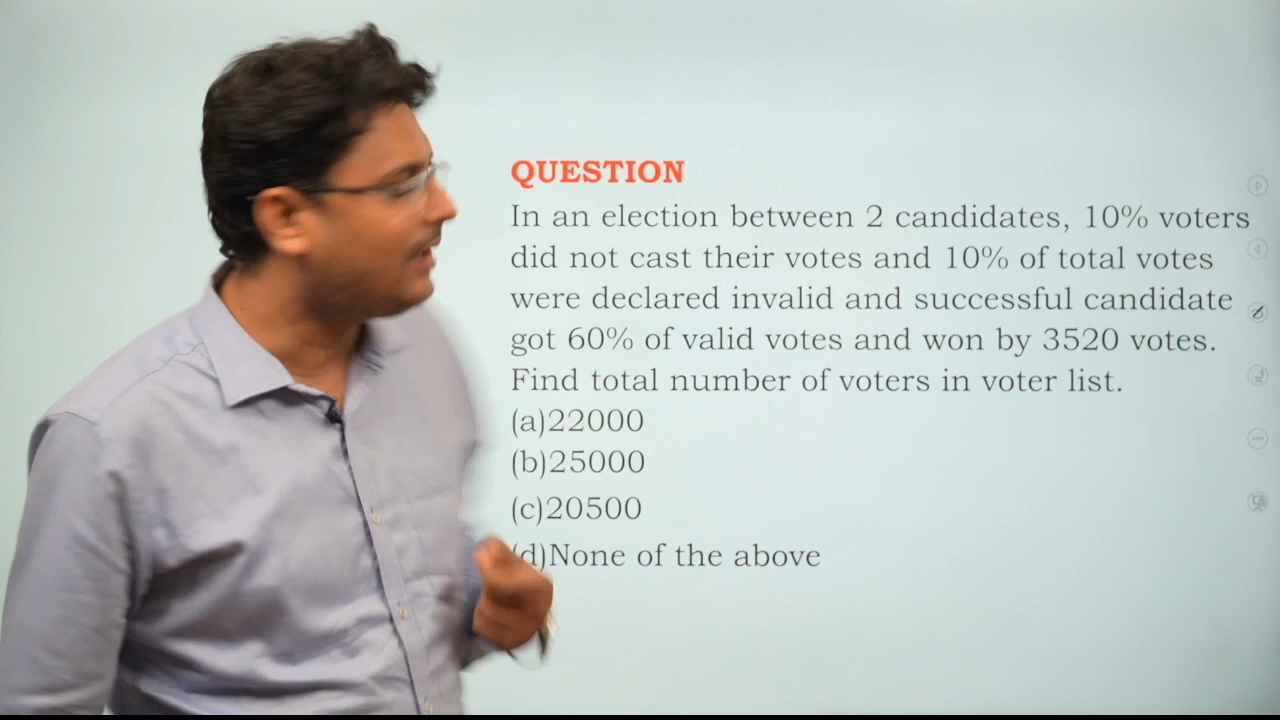 QUESTION
In an election between 2 candidates, 10% voters
did not cast their votes and 10% of total votes
were declared invalid and successful candidate
got 60% of valid votes and won by 3520 votes.
Find total number of voters in voter list.
(a)22000
(b)25000
(c)20500
(d)None of the above